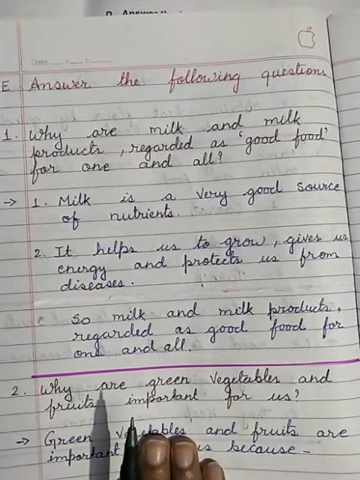 E Answer the following questions
1. Why are milk and milk
products, regarded as 'good food'
for one and all?
→ 1. Milk is a very good source
of nutrients.
2. It helps us to grow, gives us
energy and protects us from
diseases.
So milk and milk products,
regarded as good food for
one and all.
2. Why are green vegetables and
fruits important for us?
→ Green vegetables and fruits are
important us because -